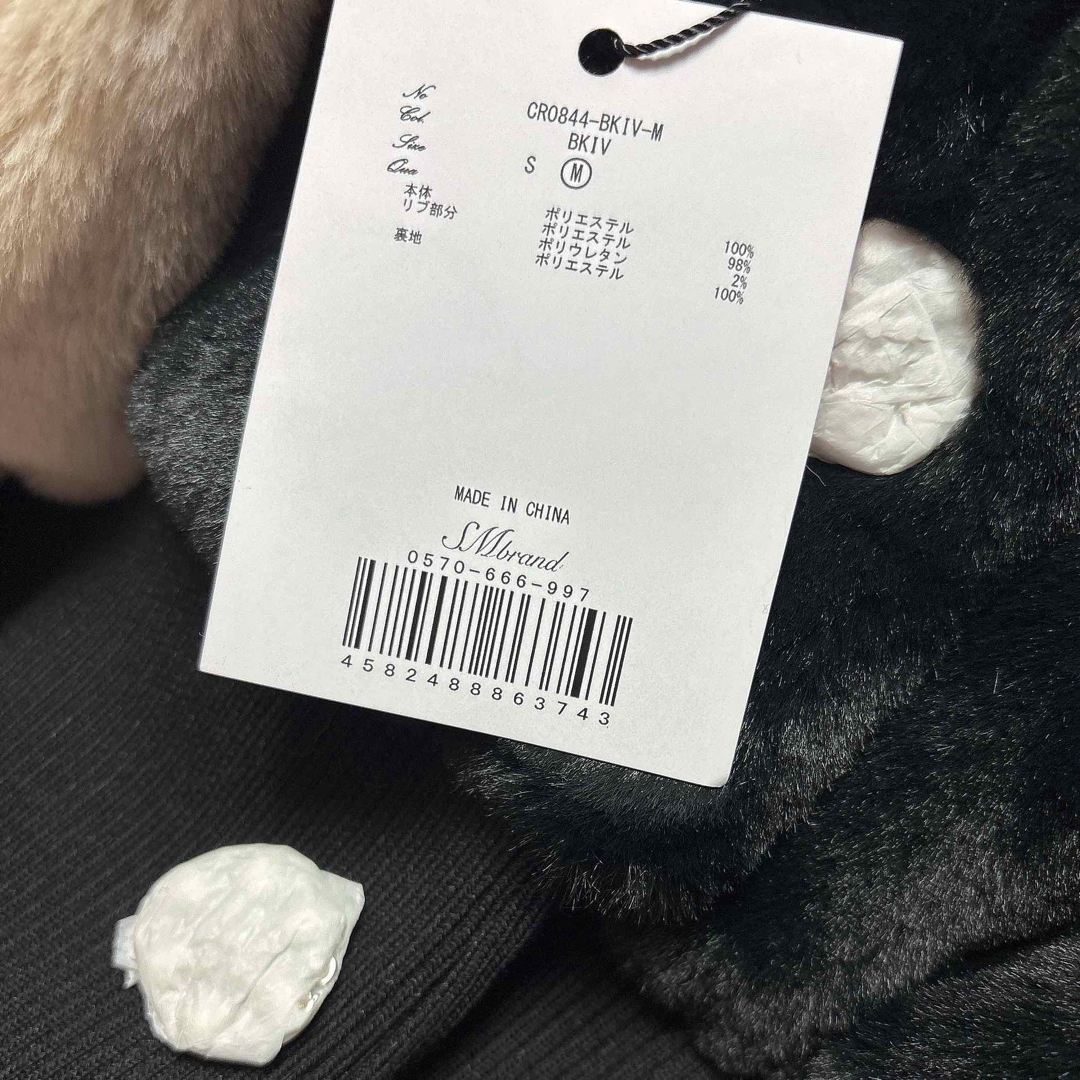 No CR0844-BKIV-M
Col. BKIV
Size S M
Qua
本体 ポリエステル 100%
リブ部分 ポリエステル 98%
ポリウレタン 2%
裏地 ポリエステル 100%
MADE IN CHINA
SMbrand
0570-666-997
4582488863743